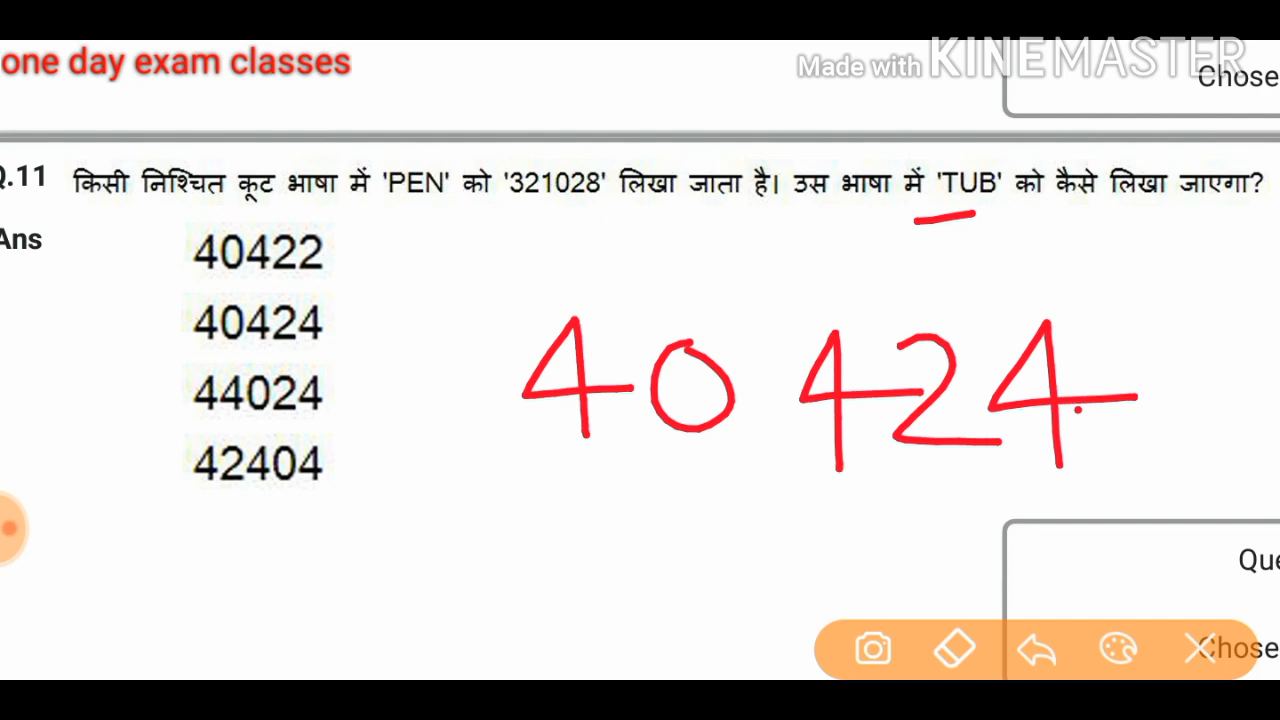 one day exam classes
Made with KINEMASTER
Chose
Q.11 किसी निश्चित कूट भाषा में 'PEN' को '321028' लिखा जाता है। उस भाषा में 'TUB' को कैसे लिखा जाएगा?
Ans
40422
40424
44024
42404
40424
Que
Chose